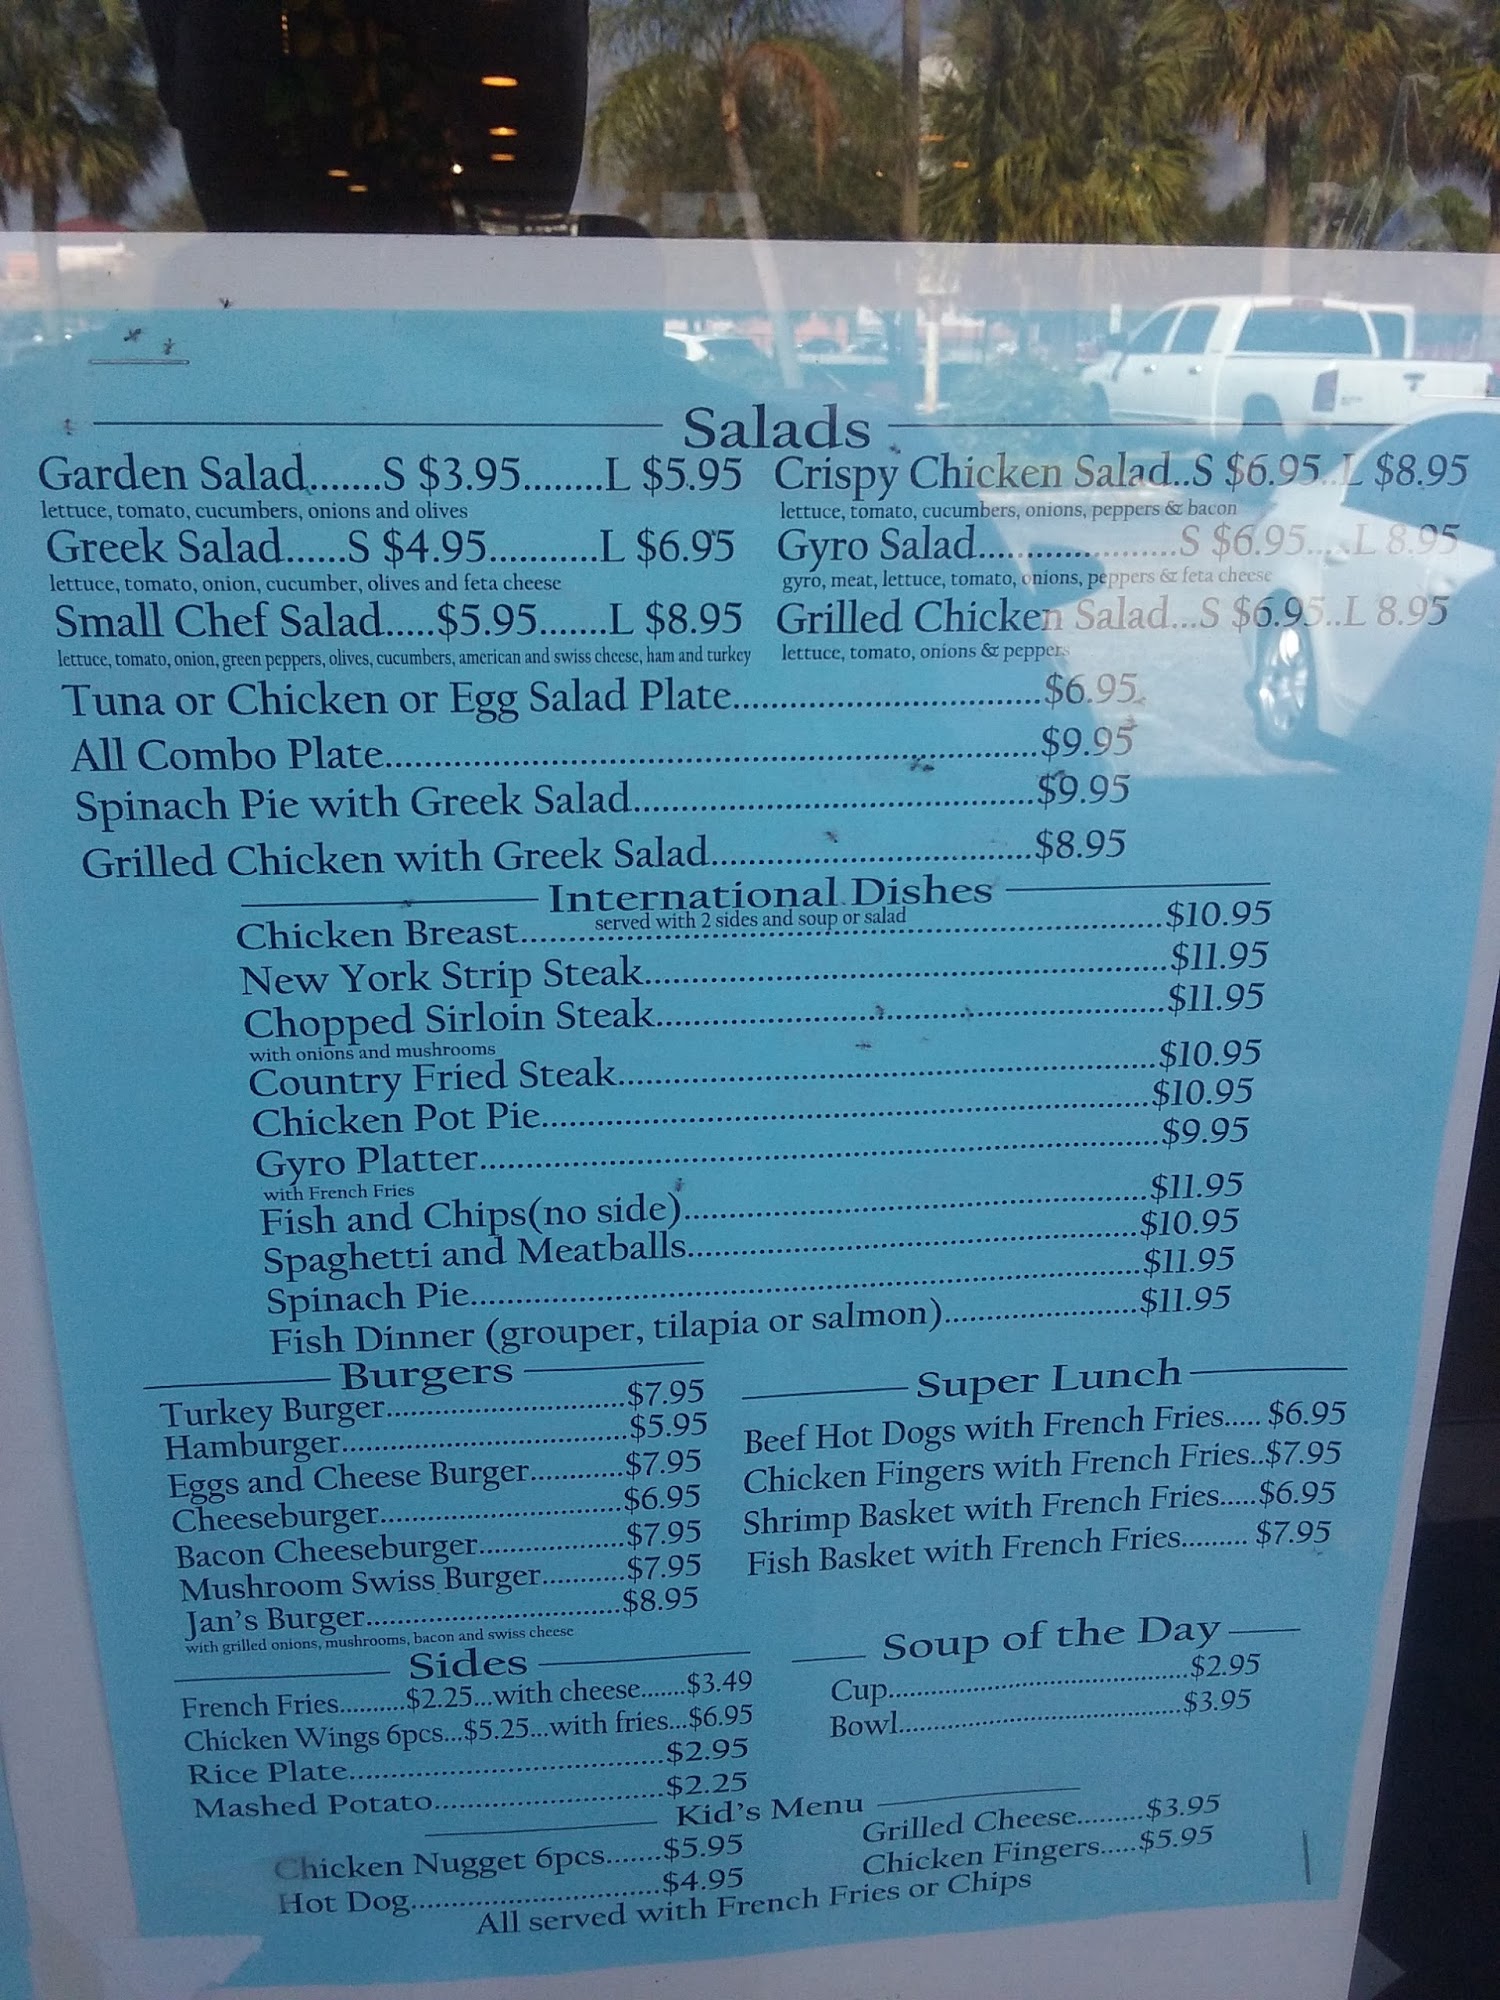 Salads
Garden Salad.......S $3.95........L $5.95
lettuce, tomato, cucumbers, onions and olives
Greek Salad......S $4.95...........L $6.95
lettuce, tomato, onion, cucumber, olives and feta cheese
Small Chef Salad.....$5.95.......L $8.95
lettuce, tomato, onion, green peppers, olives, cucumbers, american and swiss cheese, ham and turkey
Crispy Chicken Salad..S $6.95..L $8.95
lettuce, tomato, cucumbers, onions, peppers & bacon
Gyro Salad.....................S $6.95.....L 8.95
gyro, meat, lettuce, tomato, onions, peppers & feta cheese
Grilled Chicken Salad...S $6.95..L 8.95
lettuce, tomato, onions & peppers
Tuna or Chicken or Egg Salad Plate..............................$6.95
All Combo Plate...............................................................$9.95
Spinach Pie with Greek Salad.......................................$9.95
Grilled Chicken with Greek Salad................................$8.95
International Dishes
served with 2 sides and soup or salad
Chicken Breast..............................................................$10.95
New York Strip Steak..................................................$11.95
Chopped Sirloin Steak.................................................$11.95
with onions and mushrooms
Country Fried Steak....................................................$10.95
Chicken Pot Pie...........................................................$10.95
Gyro Platter..................................................................$9.95
with French Fries
Fish and Chips(no side)..............................................$11.95
Spaghetti and Meatballs.............................................$10.95
Spinach Pie..................................................................$11.95
Fish Dinner (grouper, tilapia or salmon)...................$11.95
Burgers
Turkey Burger.........................$7.95
Hamburger..............................$5.95
Eggs and Cheese Burger............$7.95
Cheeseburger..........................$6.95
Bacon Cheeseburger...............$7.95
Mushroom Swiss Burger...........$7.95
Jan's Burger...........................$8.95
with grilled onions, mushrooms, bacon and swiss cheese
Super Lunch
Beef Hot Dogs with French Fries..... $6.95
Chicken Fingers with French Fries..$7.95
Shrimp Basket with French Fries.....$6.95
Fish Basket with French Fries......... $7.95
Sides
French Fries.........$2.25...with cheese.......$3.49
Chicken Wings 6pcs...$5.25...with fries...$6.95
Rice Plate........................................$2.95
Mashed Potato.............................$2.25
Soup of the Day
Cup.........................................$2.95
Bowl.......................................$3.95
Kid's Menu
Chicken Nugget 6pcs.......$5.95
Hot Dog..............................$4.95
Grilled Cheese.........$3.95
Chicken Fingers.....$5.95
All served with French Fries or Chips